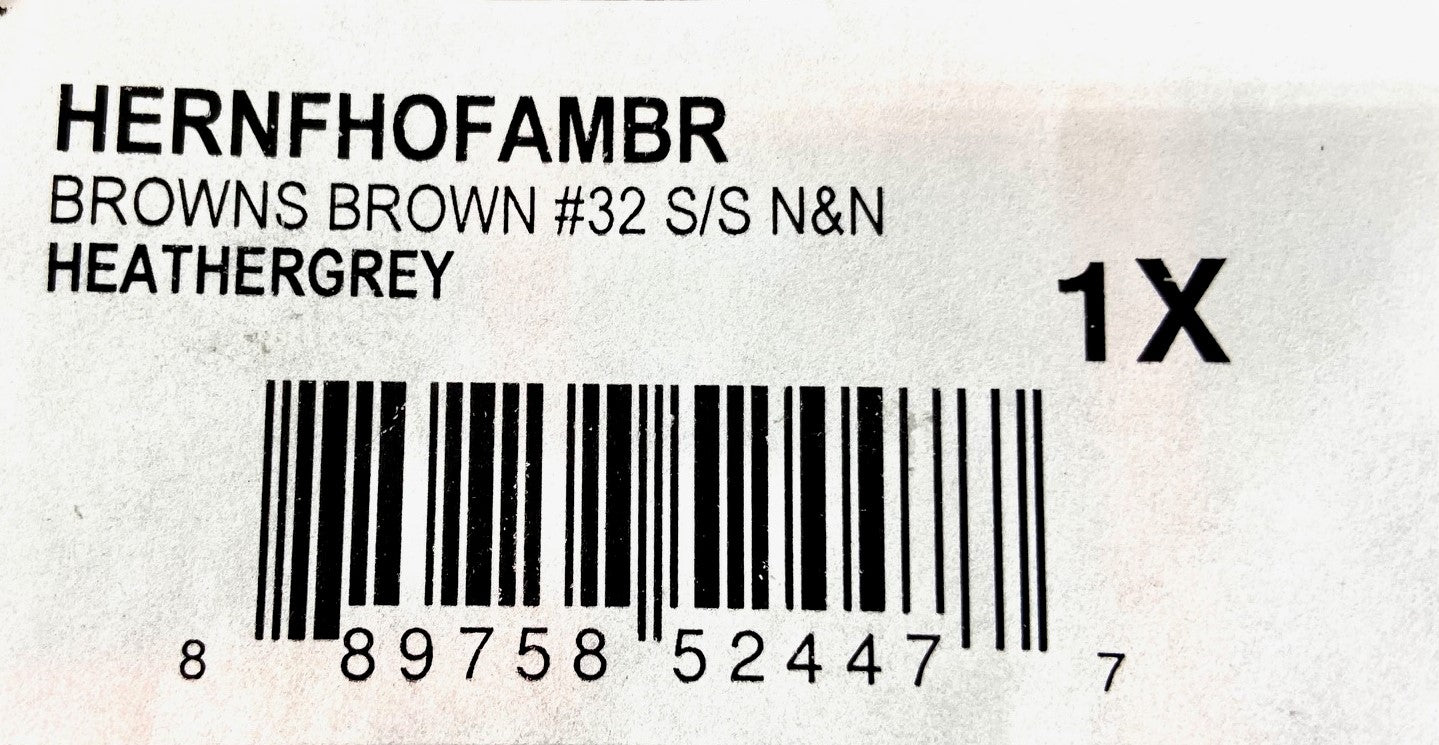 HERNFHOFAMBR
BROWNS BROWN #32 S/S N&N
HEATHERGREY
1X
8 89758 52447 7